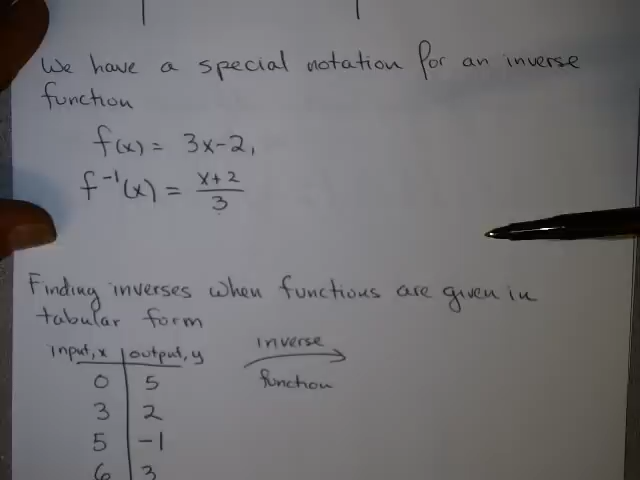 We have a special notation for an inverse
function
f(x) = 3x-2,
f⁻¹(x) = x+2
3
Finding inverses when functions are given in
tabular form
input, x output, y
inverse
function
0 5
3 2
5 -1
6 3